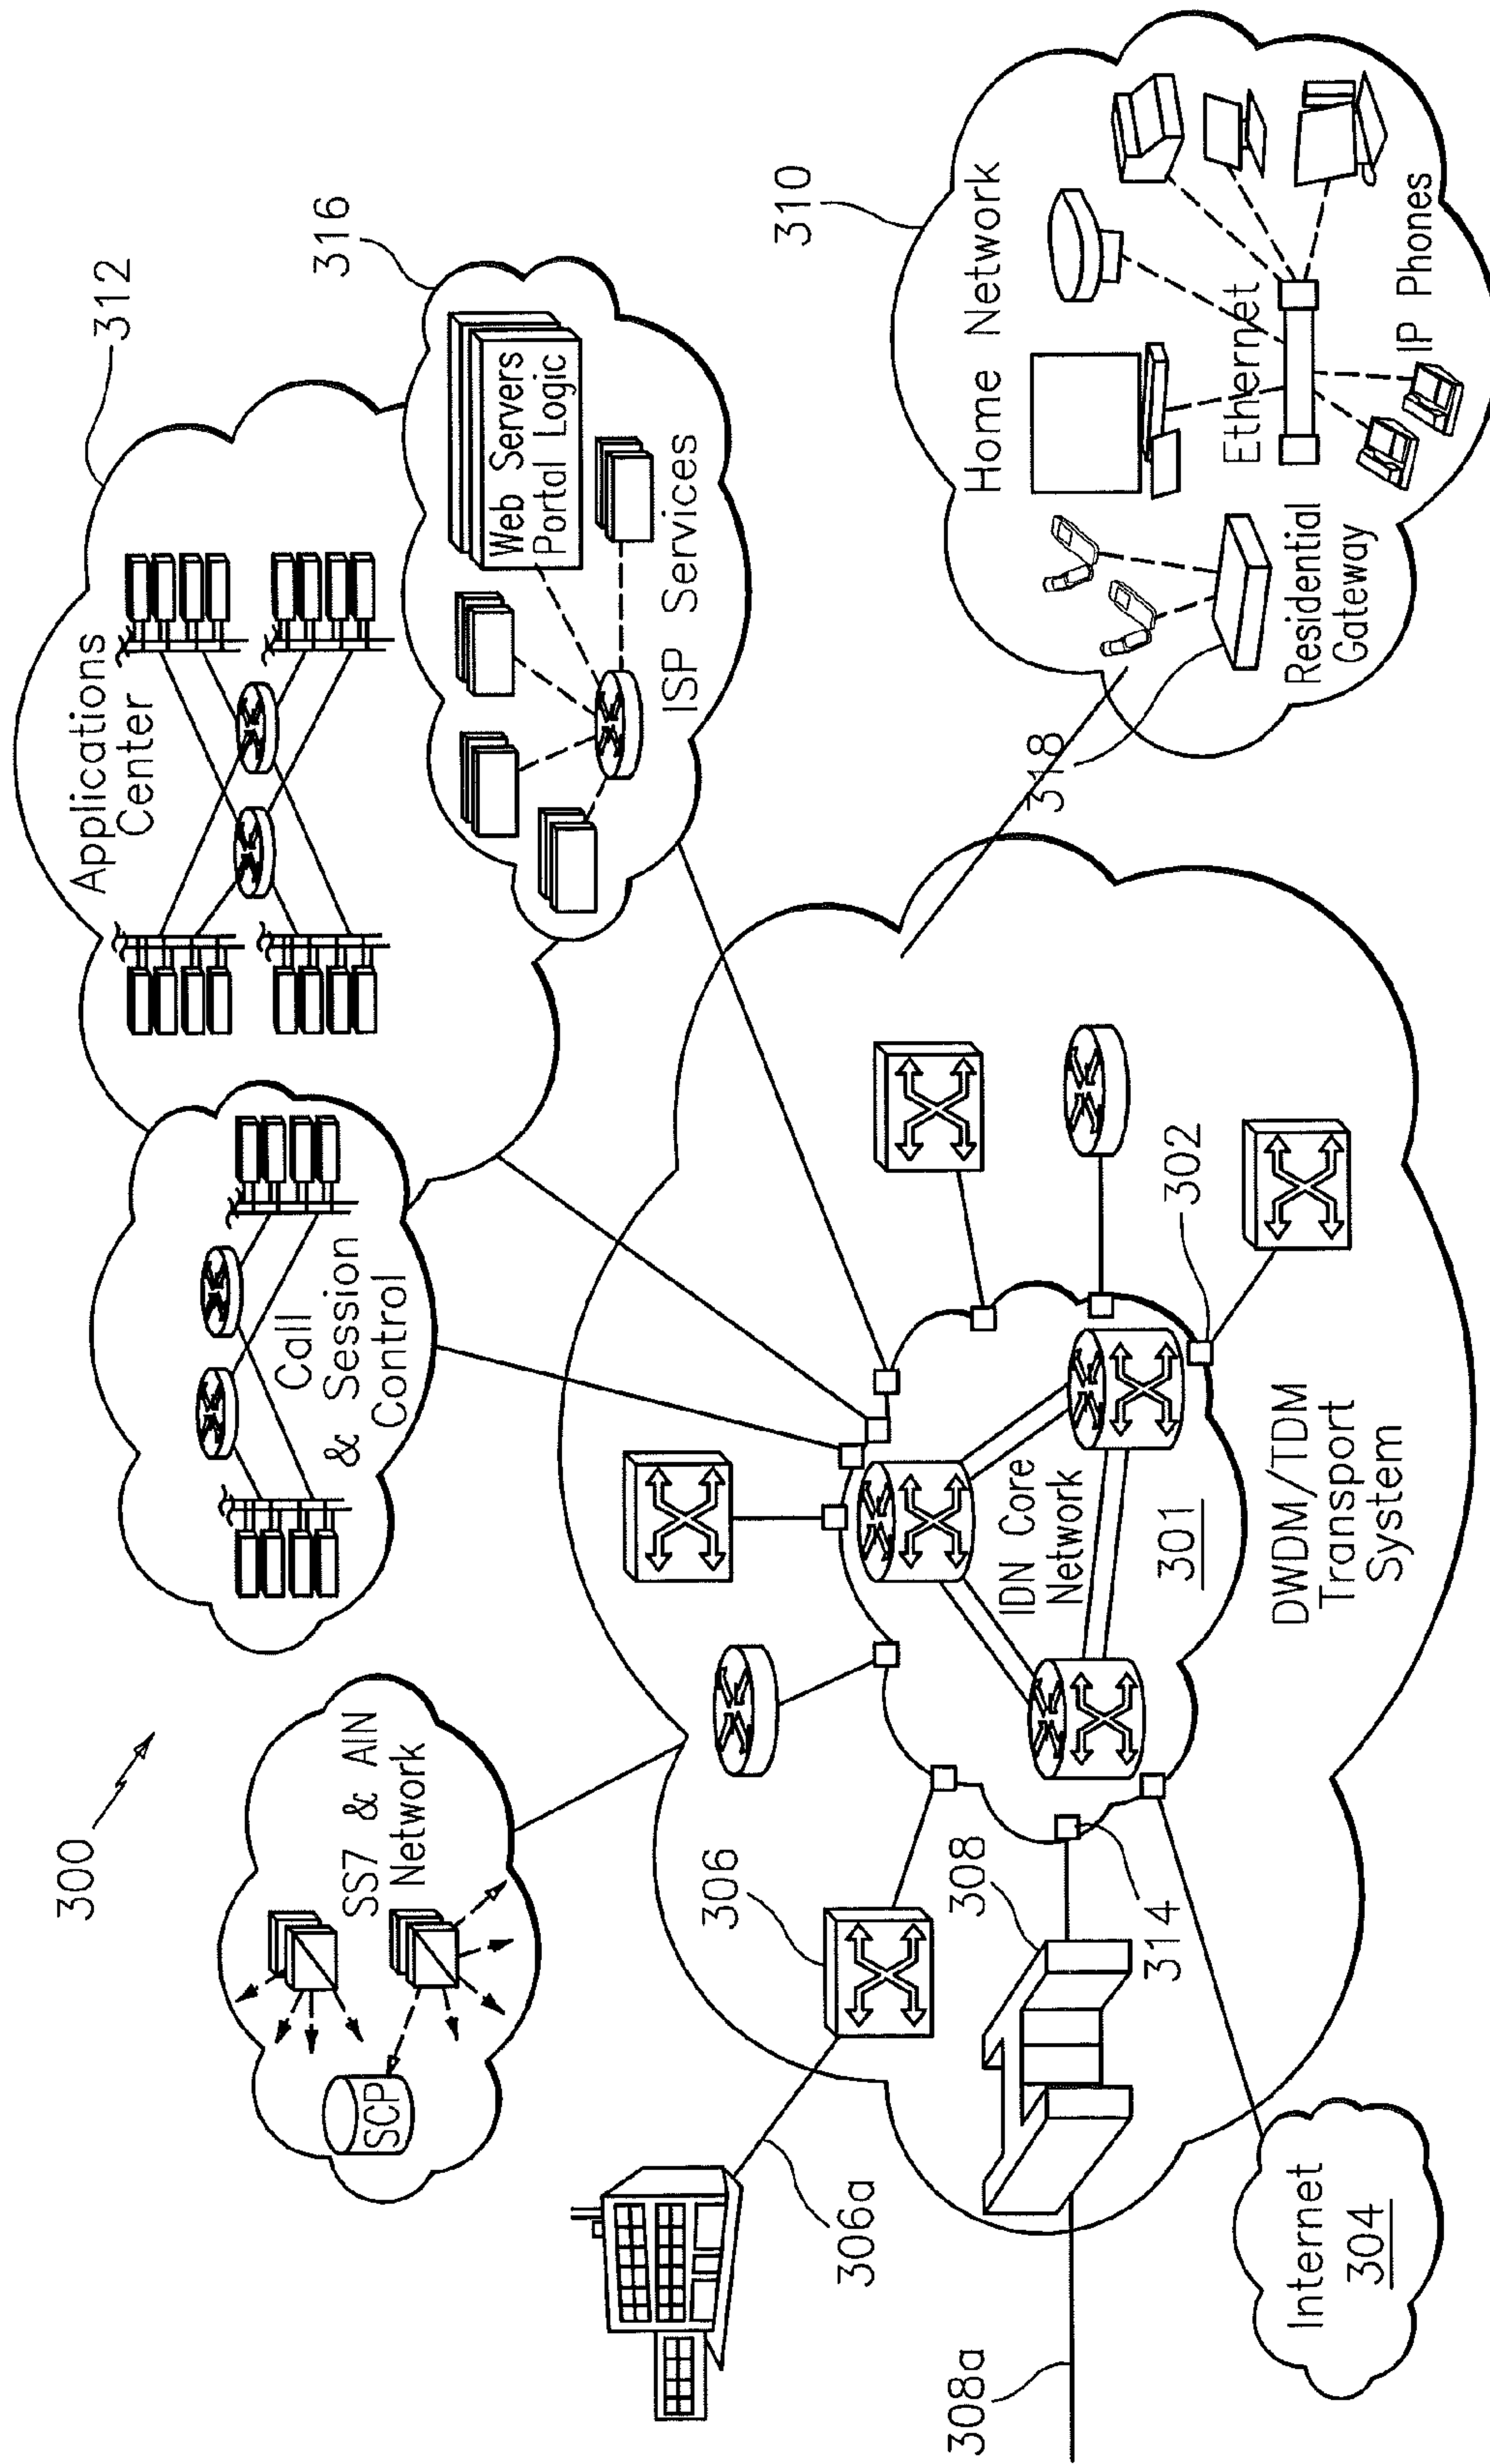 300
SS7 & AIN
Network
SCP
Call
& Session
Control
Applications
Center
312
316
Web Servers
Portal Logic
ISP Services
310
Home Network
Ethernet
IP Phones
Residential
Gateway
318
306a
306
308
308a
314
302
IDN Core
Network
301
DWDM/TDM
Transport
System
Internet
304